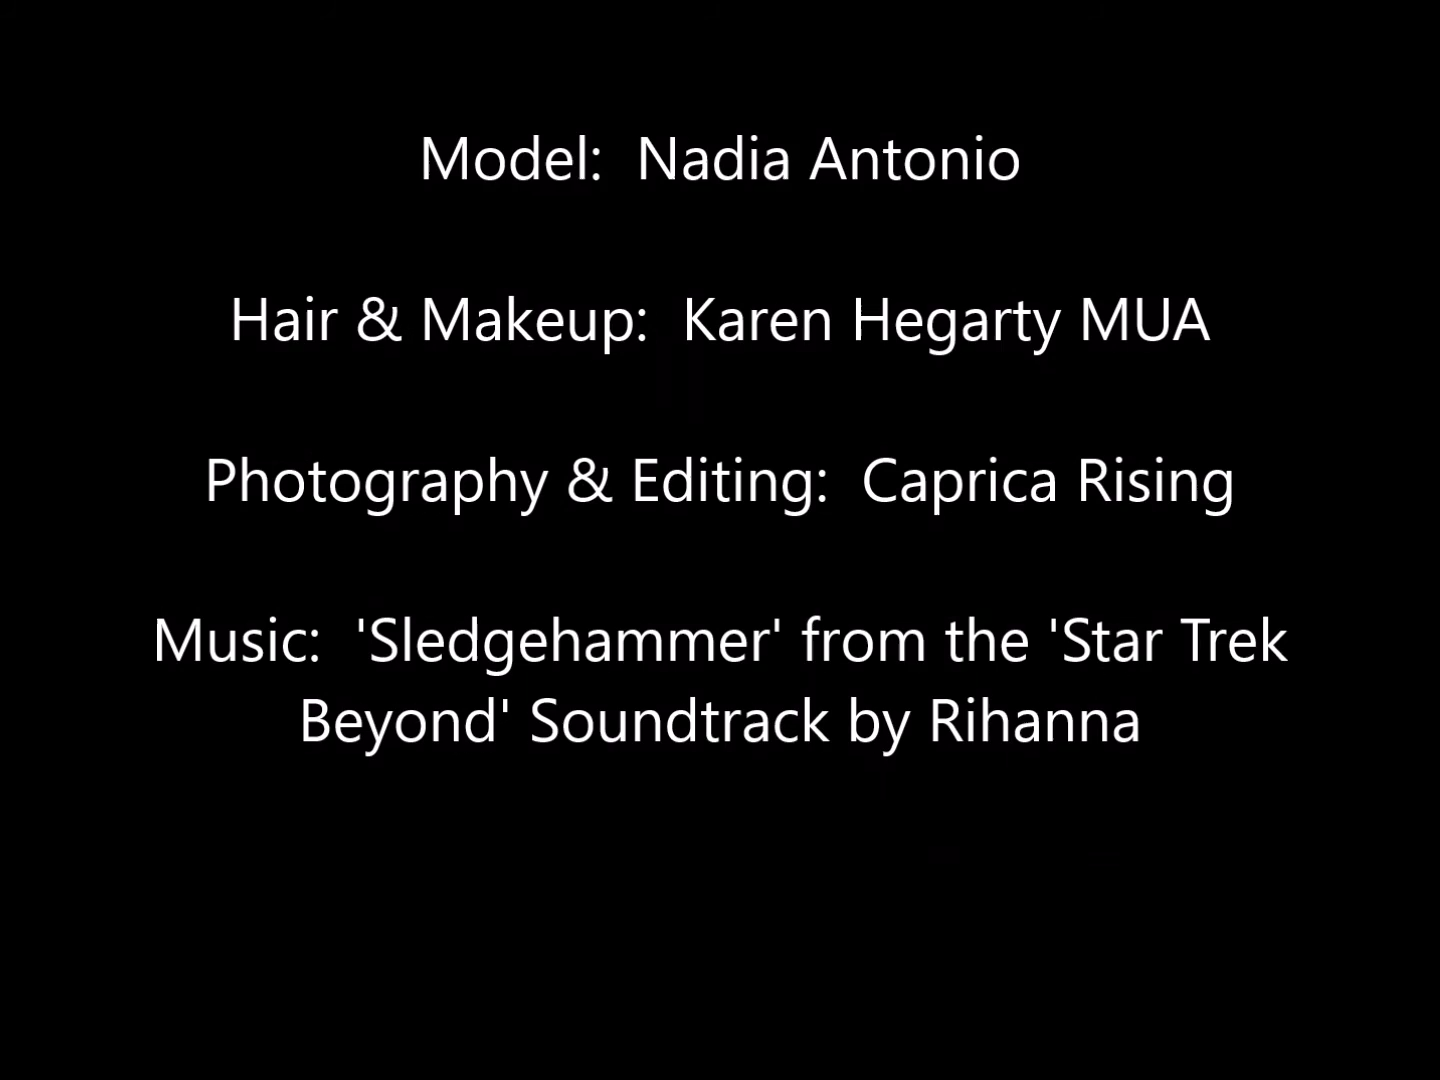 Model:  Nadia Antonio
Hair & Makeup:  Karen Hegarty MUA
Photography & Editing:  Caprica Rising
Music:  'Sledgehammer' from the 'Star Trek
Beyond' Soundtrack by Rihanna